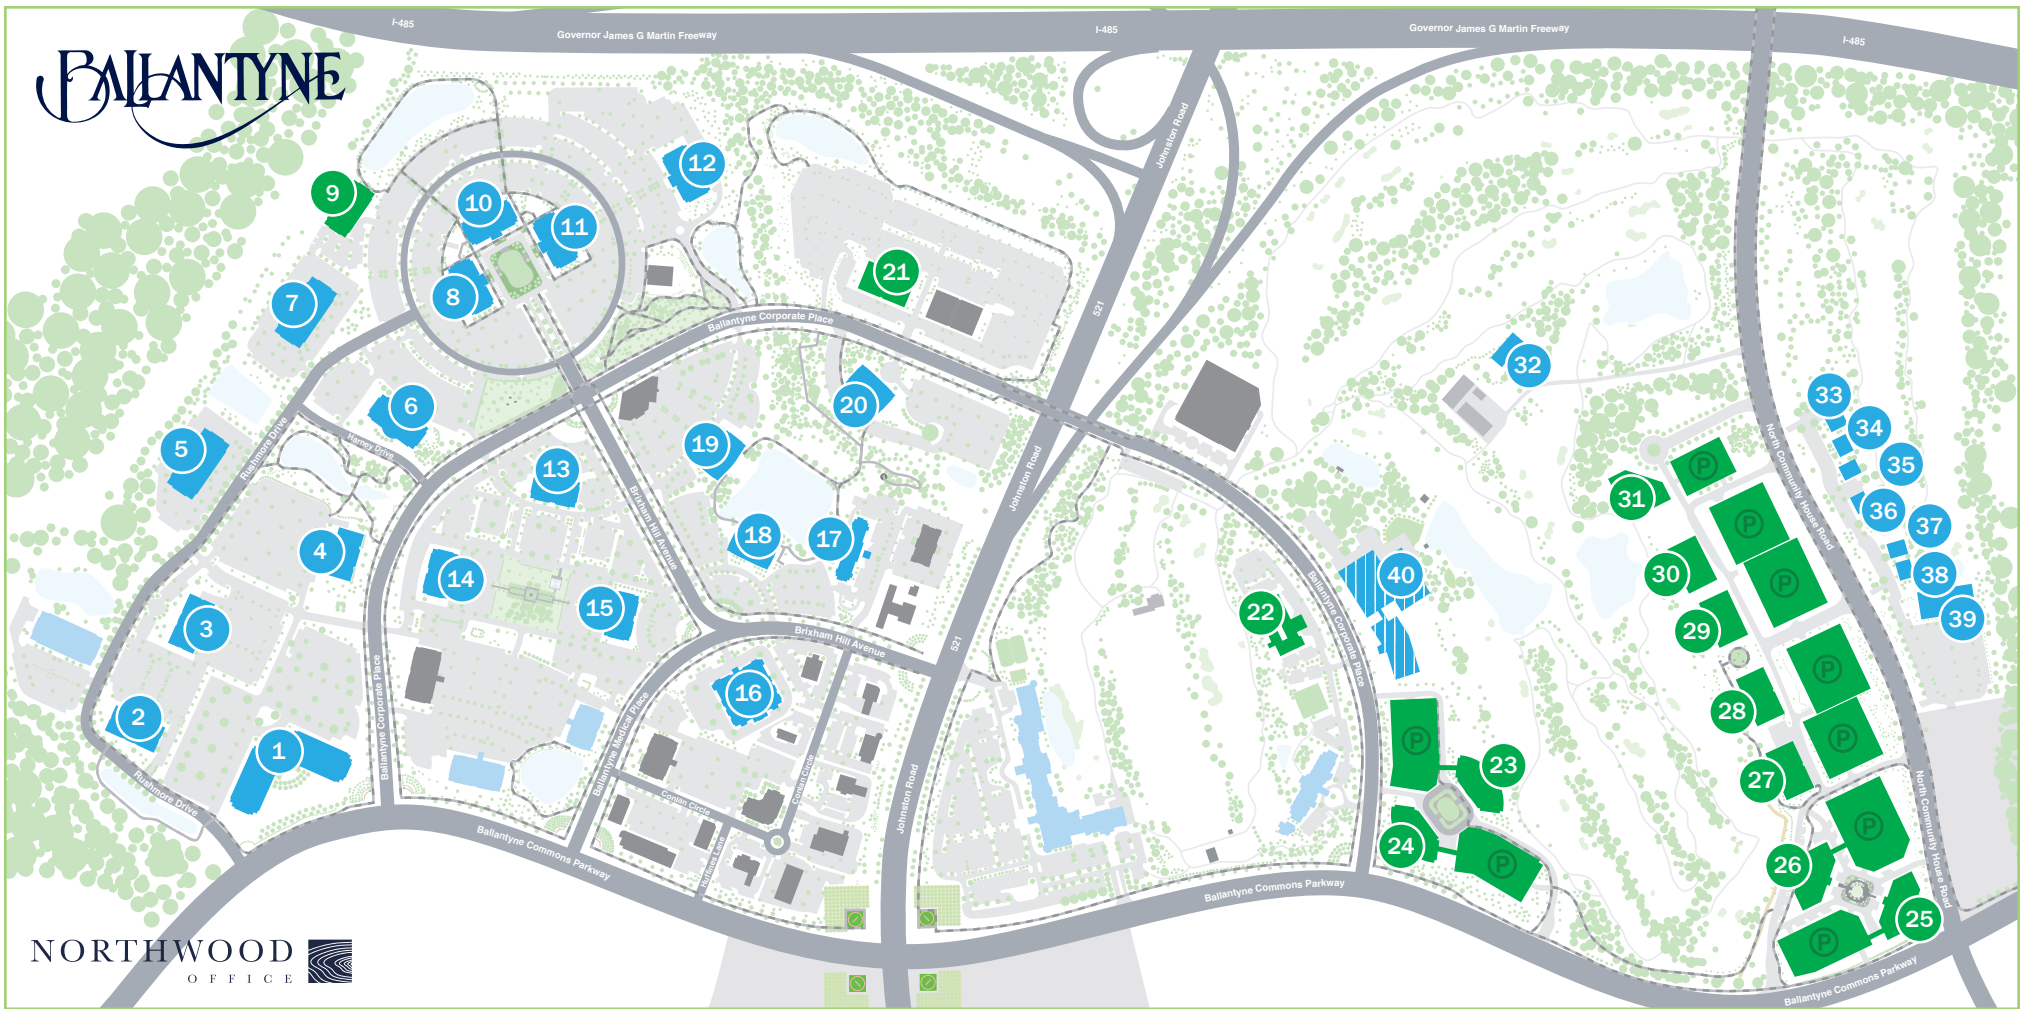 I-485
Governor James G Martin Freeway
I-485
Governor James G Martin Freeway
I-485
BALLANTYNE
Johnston Road
12
9
10
11
21
8
7
521
Ballantyne Corporate Place
32
6
20
33
Rushmore Drive
Harney Drive
5
19
34
North Community House Road
35
P
13
Johnston Road
31
36
Brixham Hill Avenue
P
37
4
18
17
14
40
30
38
P
Ballantyne Corporate Place
15
22
39
3
29
Brixham Hill Avenue
521
P
Ballantyne Corporate Place
16
28
2
Ballantyne Medical Place
P
P
1
23
27
Rushmore Drive
Conlan Circle
Conlan Circle
Johnston Road
North Community House Road
P
24
Ballantyne Commons Parkway
Huffines Lane
P
26
Ballantyne Commons Parkway
25
P
NORTHWOOD
OFFICE
Ballantyne Commons Parkway